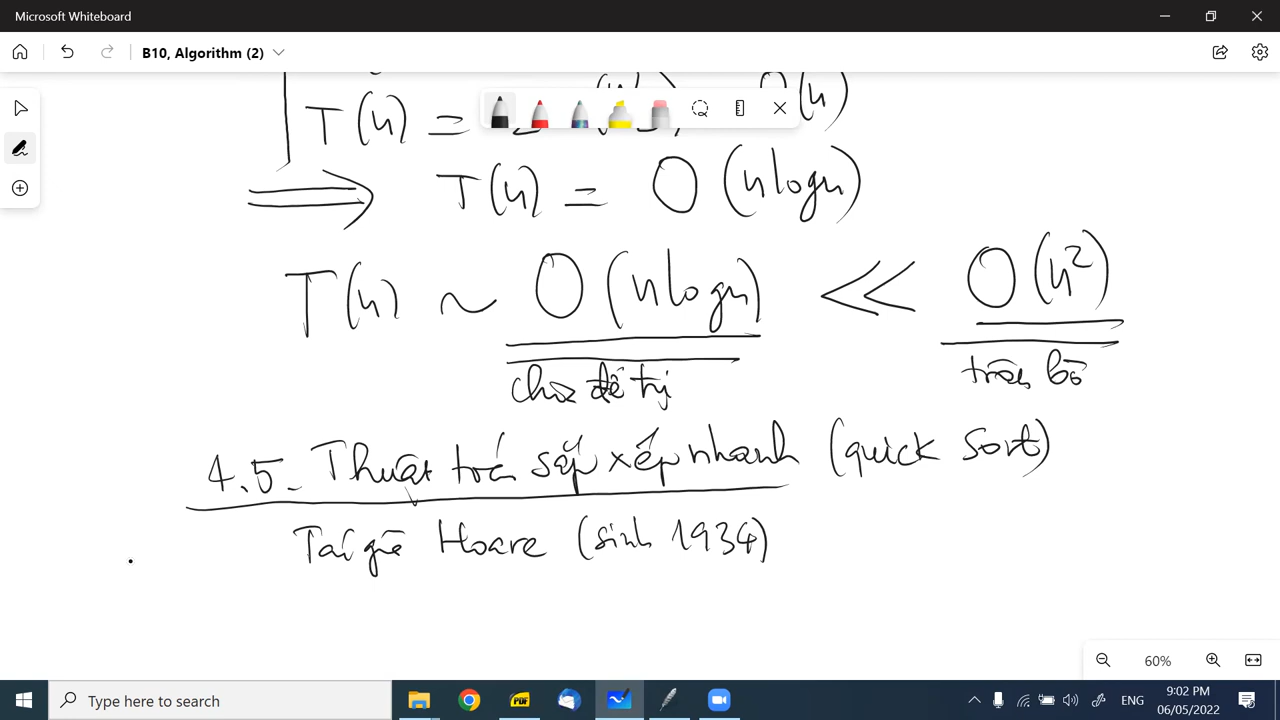 Microsoft Whiteboard
B10, Algorithm (2)
T(n) =
⟹ T(n) = O(nlogn)
T(n) ~ O(nlogn) << O(n²)
chia để trị
trâu bò
4.5. Thuật toán sắp xếp nhanh (quick sort)
Tác giả Hoare (sinh 1934)
60%
Type here to search
PDF
ENG
9:02 PM
06/05/2022